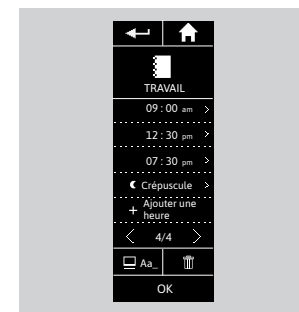 TRAVAIL
09 : 00 am >
12 : 30 pm >
07 : 30 pm >
Crépuscule >
+ Ajouter une
heure
< 4/4 >
Aa_
OK